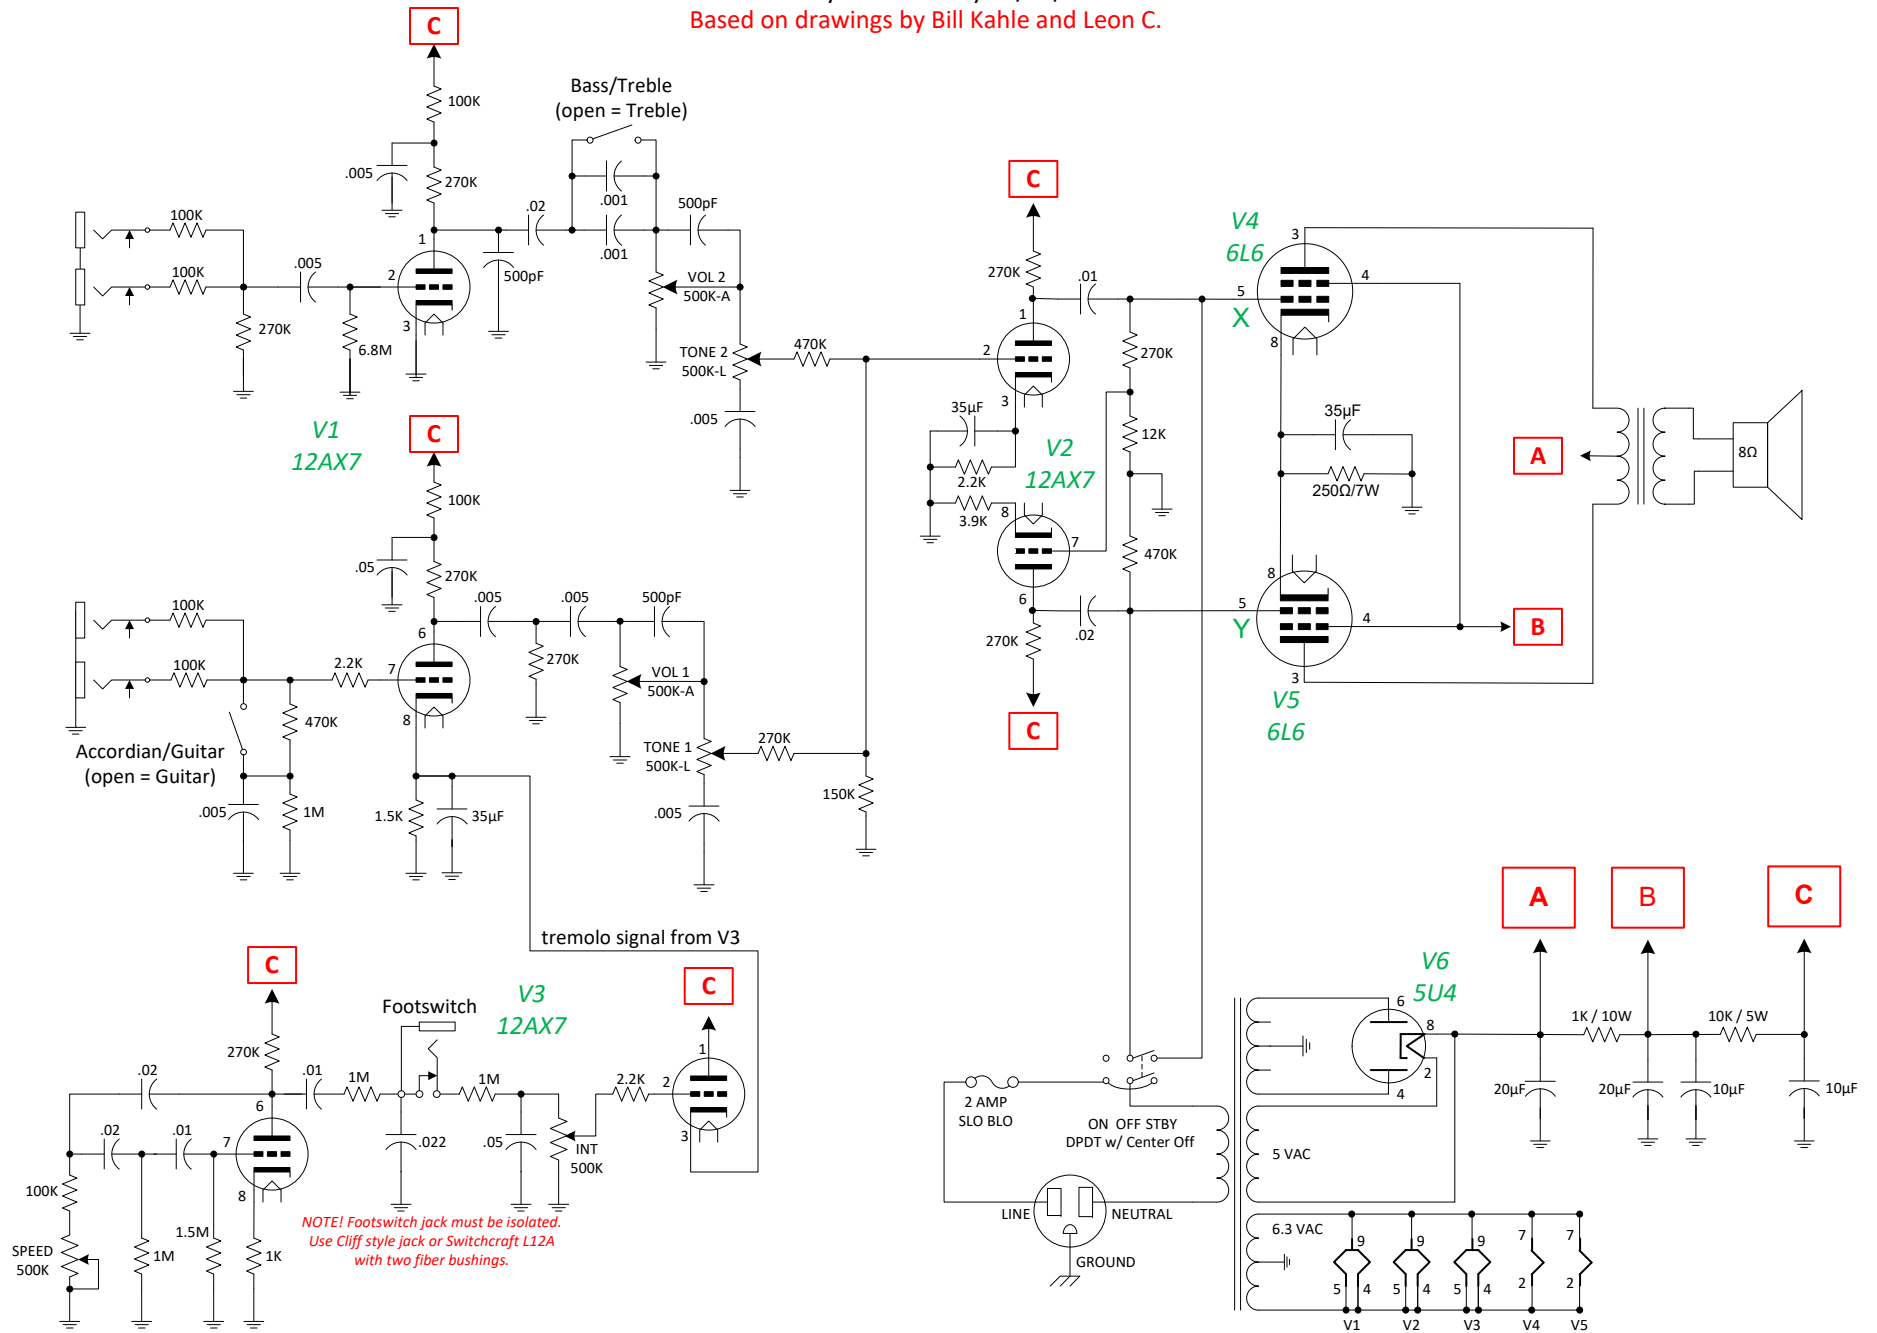 Based on drawings by Bill Kahle and Leon C.
C
100K
.005
270K
Bass/Treble
(open = Treble)
.001
.001
.02
500pF
500pF
100K
100K
.005
1
2
3
270K
6.8M
VOL 2
500K-A
TONE 2
500K-L
470K
.005
V1
12AX7
C
100K
.05
270K
.005
.005
500pF
270K
VOL 1
500K-A
100K
100K
2.2K
6
7
8
470K
Accordian/Guitar
(open = Guitar)
.005
1M
1.5K
35µF
TONE 1
500K-L
270K
150K
.005
C
270K
.01
1
2
3
35µF
2.2K
3.9K
V2
12AX7
270K
12K
470K
8
7
6
270K
.02
C
V4
6L6
3
4
5
X
8
35µF
250Ω/7W
8
5
4
Y
3
V5
6L6
A
B
8Ω
tremolo signal from V3
C
270K
.02
.01
6
.02
.01
7
8
100K
SPEED
500K
1M
1.5M
1K
1M
Footswitch
V3
12AX7
1M
.022
.05
INT
500K
2.2K
C
1
2
3
NOTE! Footswitch jack must be isolated.
Use Cliff style jack or Switchcraft L12A
with two fiber bushings.
2 AMP
SLO BLO
ON OFF STBY
DPDT w/ Center Off
LINE
NEUTRAL
GROUND
V6
5U4
6
8
2
4
5 VAC
6.3 VAC
A
B
C
1K / 10W
10K / 5W
20µF
20µF
10µF
10µF
9
9
9
7
7
5
4
5
4
5
4
2
2
V1
V2
V3
V4
V5